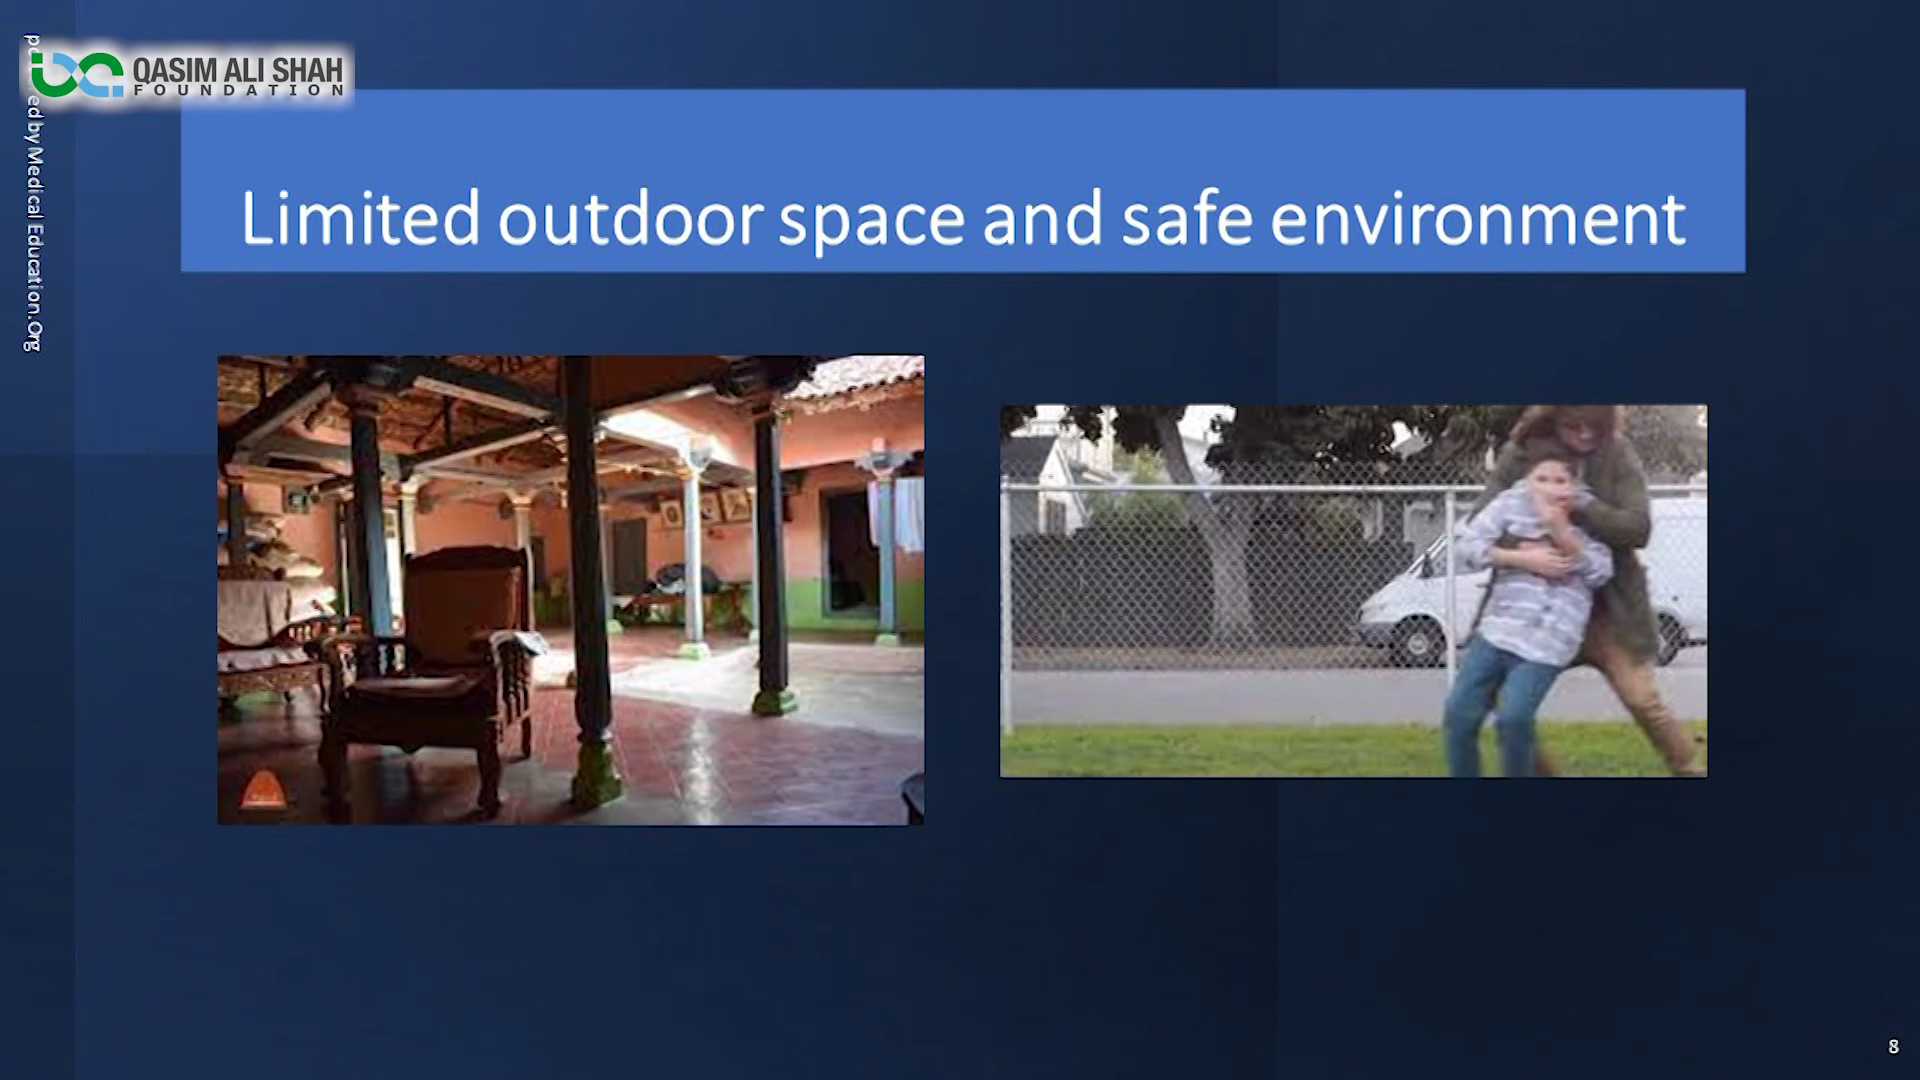 QASIM ALI SHAH
FOUNDATION
Limited outdoor space and safe environment
ed by Medical Education.Org
8